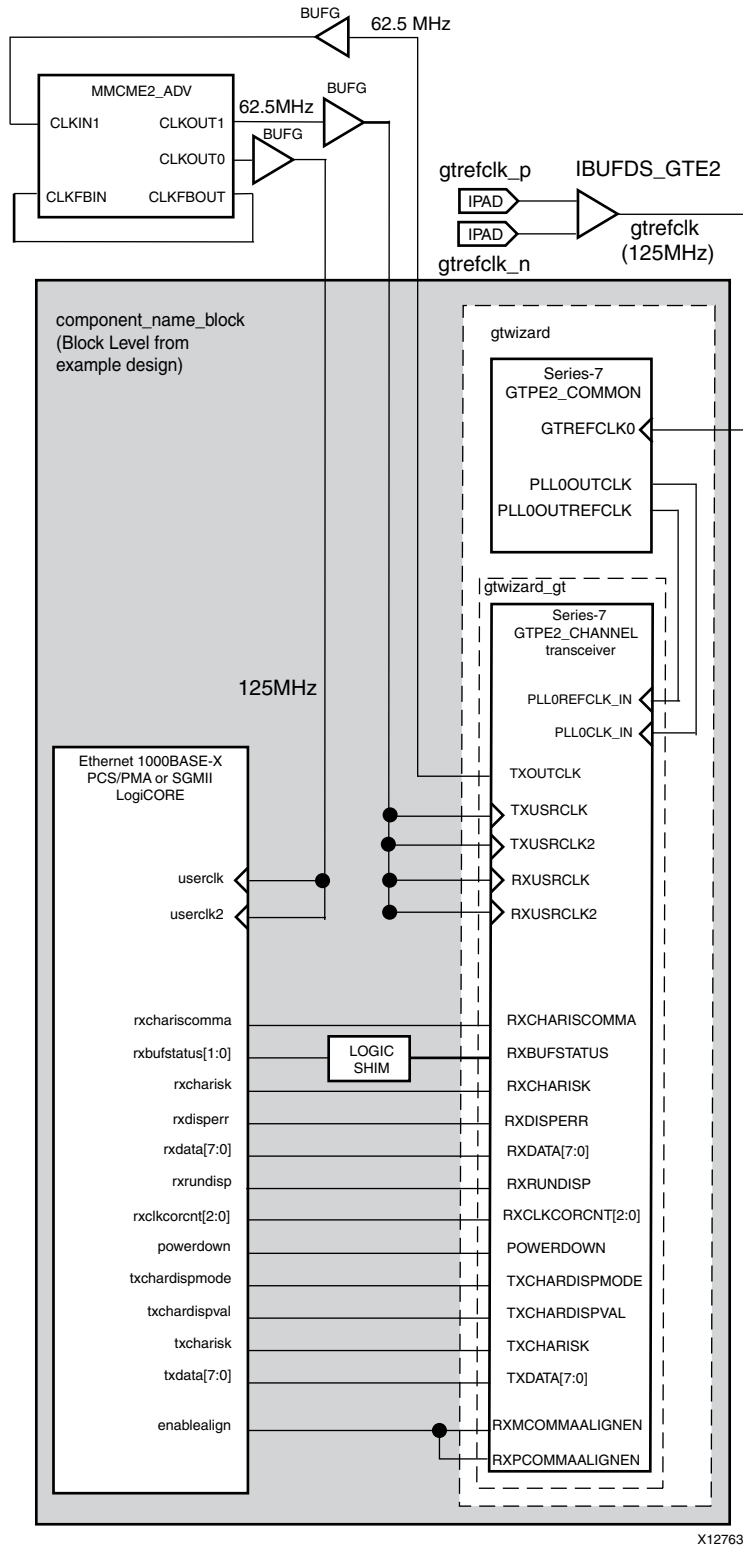 BUFG
62.5 MHz
MMCME2_ADV
CLKIN1
CLKOUT1
62.5MHz
BUFG
CLKOUT0
BUFG
CLKFBIN
CLKFBOUT
gtrefclk_p
IBUFDS_GTE2
IPAD
IPAD
gtrefclk
(125MHz)
gtrefclk_n
component_name_block
(Block Level from
example design)
gtwizard
Series-7
GTPE2_COMMON
GTREFCLK0
PLL0OUTCLK
PLL0OUTREFCLK
gtwizard_gt
Series-7
GTPE2_CHANNEL
transceiver
125MHz
PLL0REFCLK_IN
PLL0CLK_IN
Ethernet 1000BASE-X
PCS/PMA or SGMII
LogiCORE
TXOUTCLK
TXUSRCLK
TXUSRCLK2
userclk
RXUSRCLK
userclk2
RXUSRCLK2
rxchariscomma
RXCHARISCOMMA
rxbufstatus[1:0]
LOGIC
SHIM
RXBUFSTATUS
rxcharisk
RXCHARISK
rxdisperr
RXDISPERR
rxdata[7:0]
RXDATA[7:0]
rxrundisp
RXRUNDISP
rxclkcorcnt[2:0]
RXCLKCORCNT[2:0]
powerdown
POWERDOWN
txchardispmode
TXCHARDISPMODE
txchardispval
TXCHARDISPVAL
txcharisk
TXCHARISK
txdata[7:0]
TXDATA[7:0]
enablealign
RXMCOMMAALIGNEN
RXPCOMMAALIGNEN
X12763